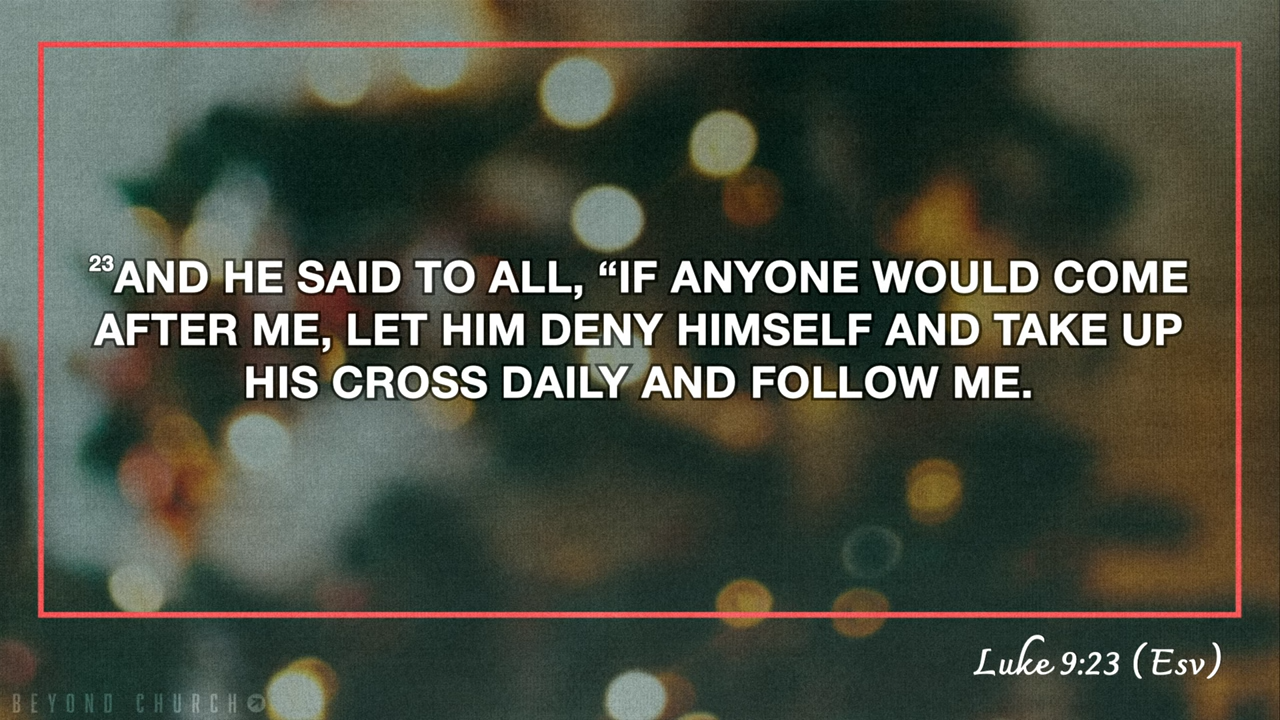 23AND HE SAID TO ALL, “IF ANYONE WOULD COME
AFTER ME, LET HIM DENY HIMSELF AND TAKE UP
HIS CROSS DAILY AND FOLLOW ME.
Luke 9:23 (Esv)
BEYOND CHURCH